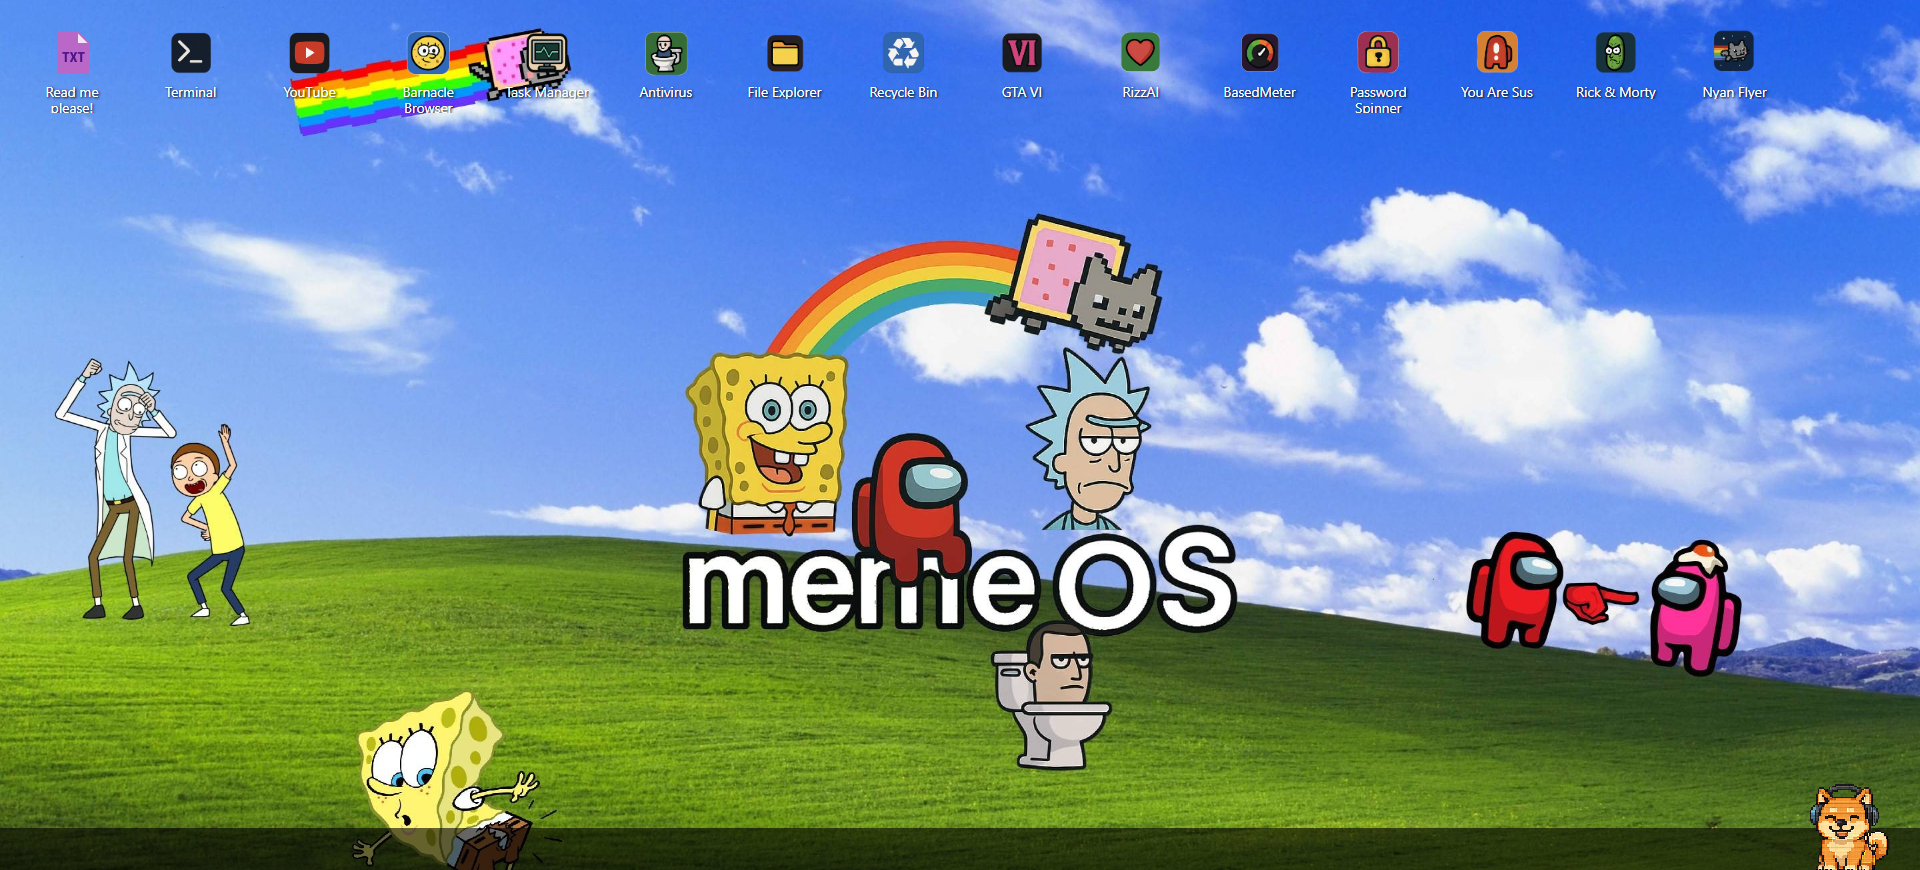 TXT
Read me
please!
Terminal
YouTube
Barnacle
Browser
Task Manager
Antivirus
File Explorer
Recycle Bin
VI
GTA VI
RizzAI
BasedMeter
Password
Spinner
You Are Sus
Rick & Morty
Nyan Flyer
meme OS